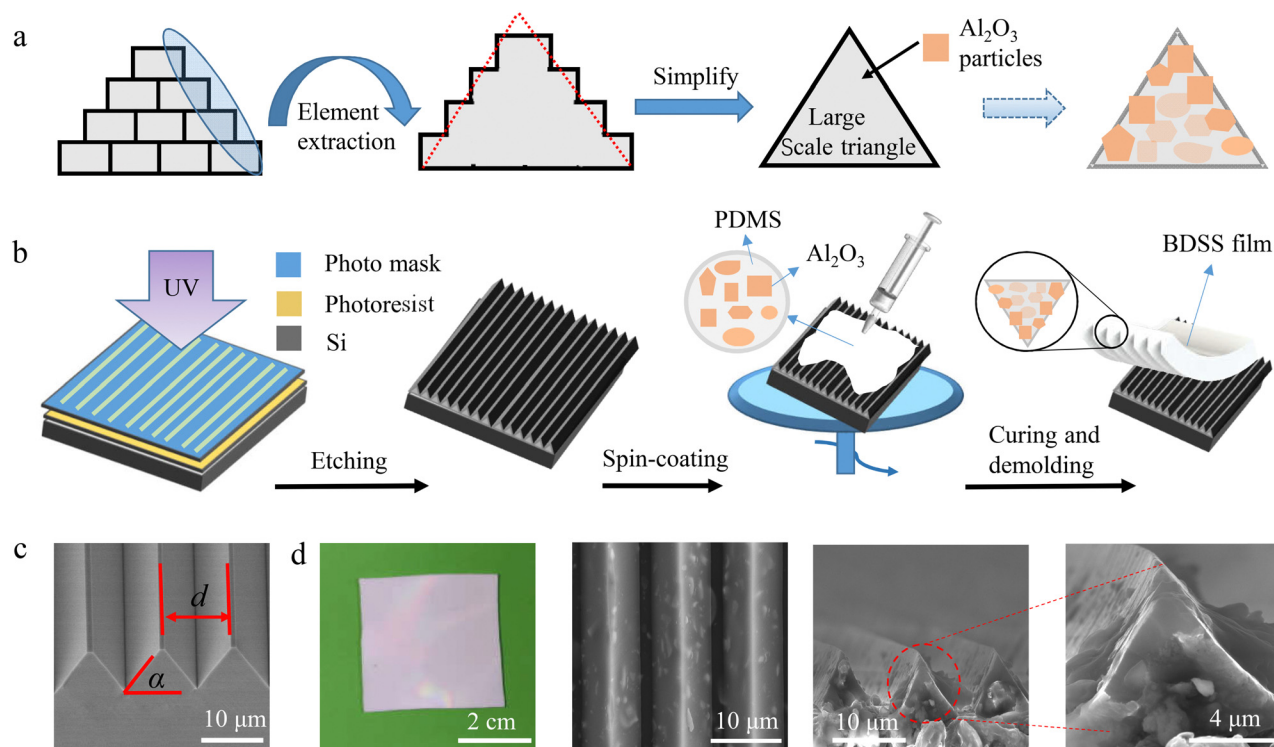 a
Element
extraction
Simplify
Large
Scale triangle
Al₂O₃
particles
b
UV
Photo mask
Photoresist
Si
Etching
Spin-coating
PDMS
Al₂O₃
Curing and
demolding
BDSS film
c
d
α
10 μm
d
2 cm
10 μm
10 μm
4 μm